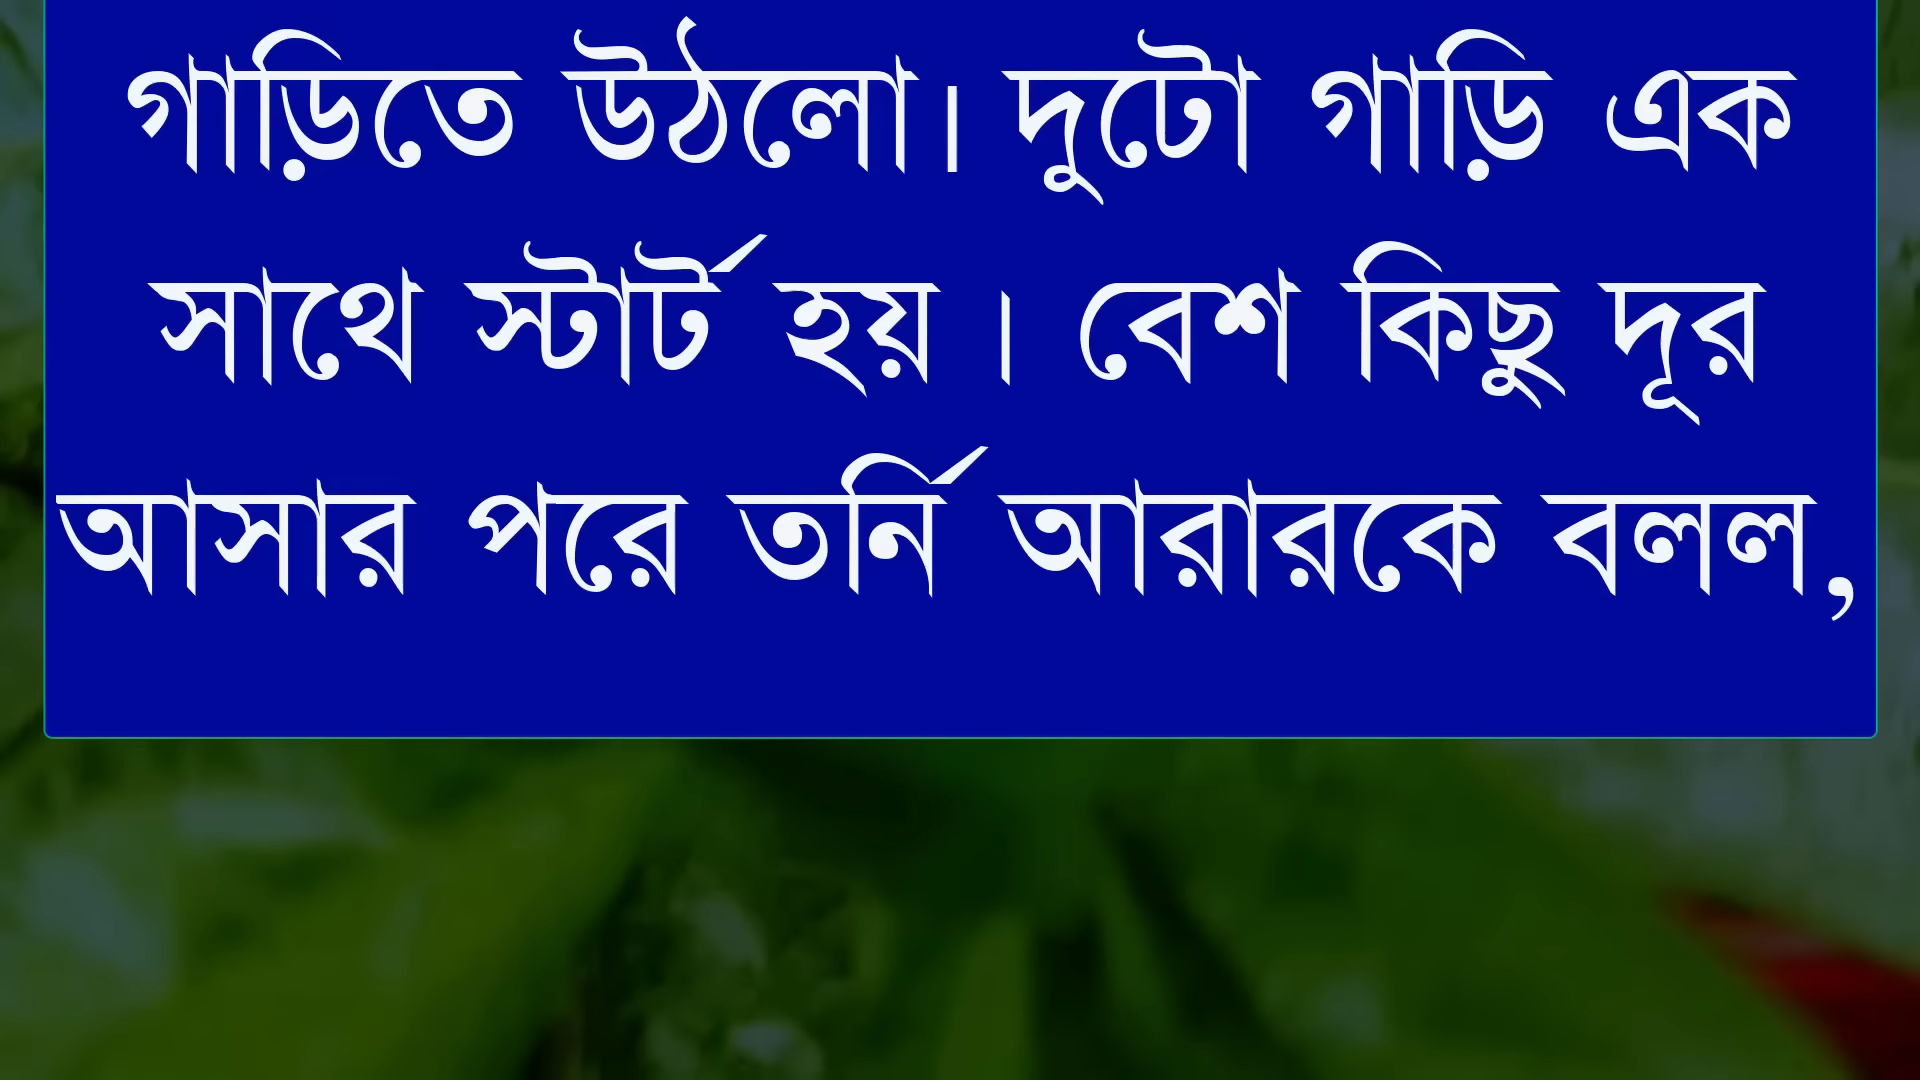 গাড়িতে উঠলো। দুটো গাড়ি এক
সাথে স্টার্ট হয় । বেশ কিছু দূর
আসার পরে তর্নি আরারকে বলল,